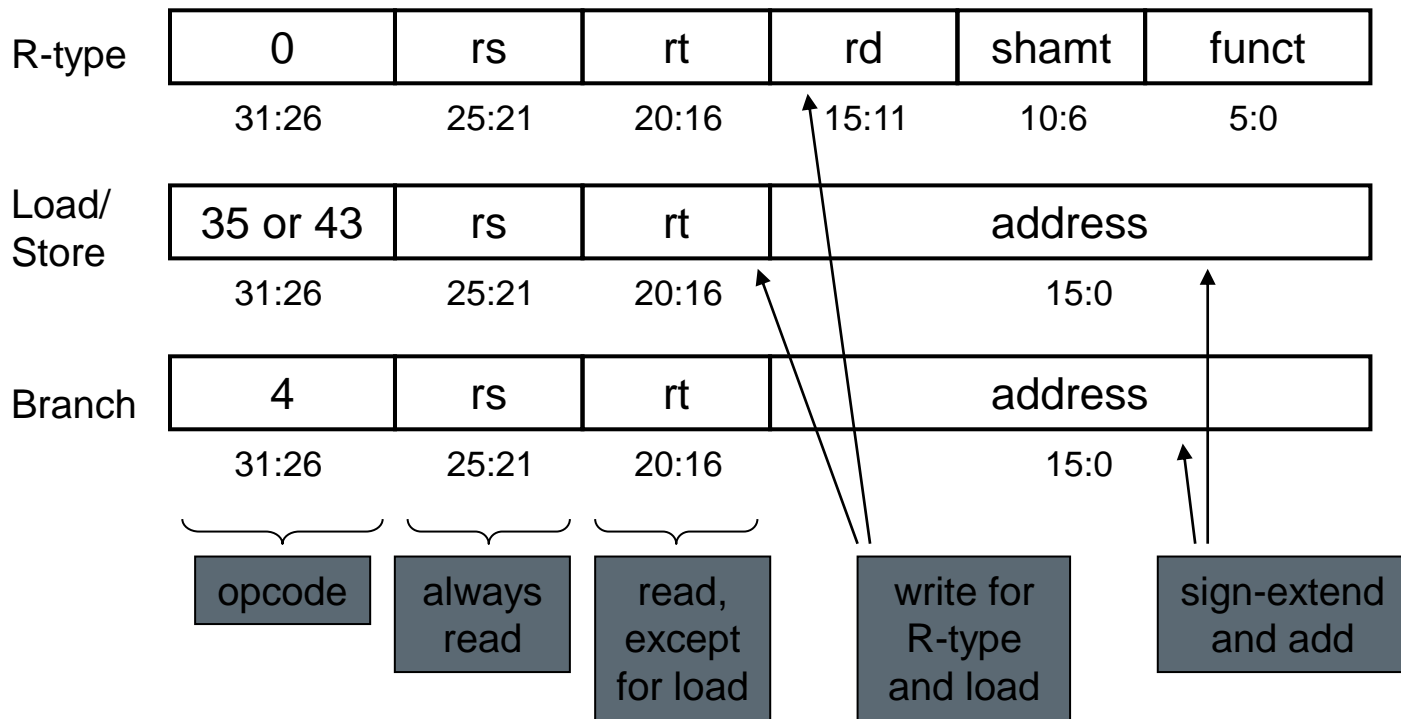 R-type 0 rs rt rd shamt funct
31:26 25:21 20:16 15:11 10:6 5:0
Load/
Store
35 or 43 rs rt address
31:26 25:21 20:16 15:0
Branch 4 rs rt address
31:26 25:21 20:16 15:0
opcode
always
read
read,
except
for load
write for
R-type
and load
sign-extend
and add